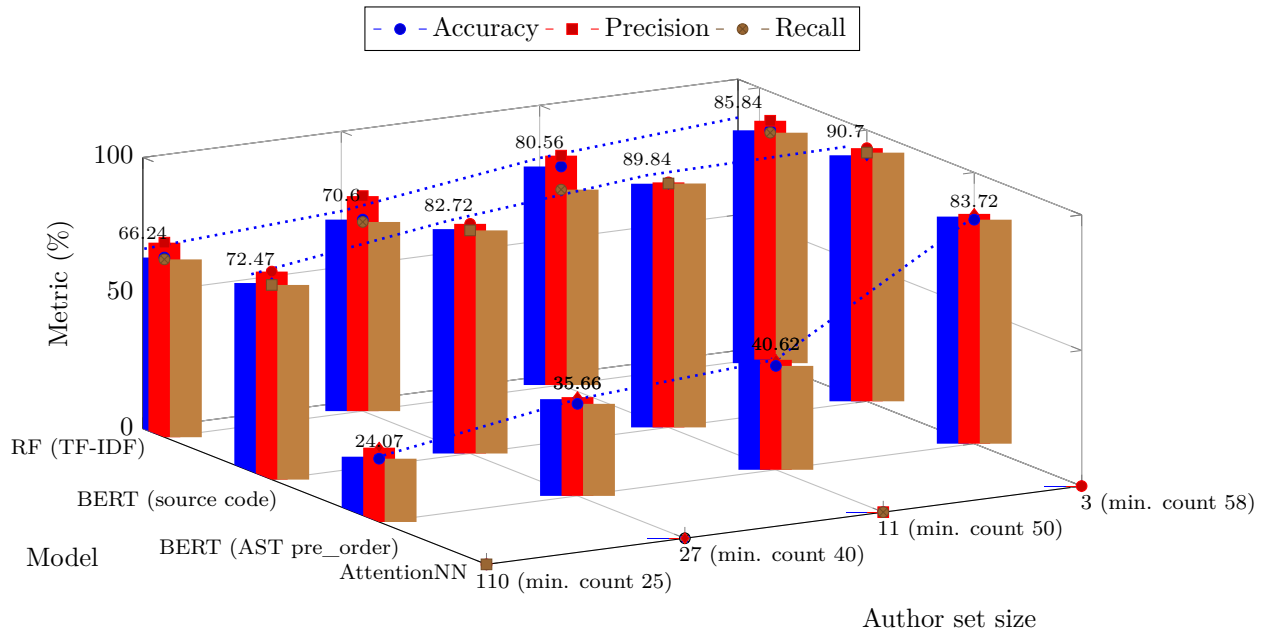 Accuracy Precision Recall
100
50
0
Metric (%)
85.84
90.7
83.72
80.56
89.84
40.62
70.6
82.72
35.66
66.24
72.47
24.07
RF (TF-IDF)
BERT (source code)
BERT (AST pre_order)
AttentionNN
Model
110 (min. count 25)
27 (min. count 40)
11 (min. count 50)
3 (min. count 58)
Author set size